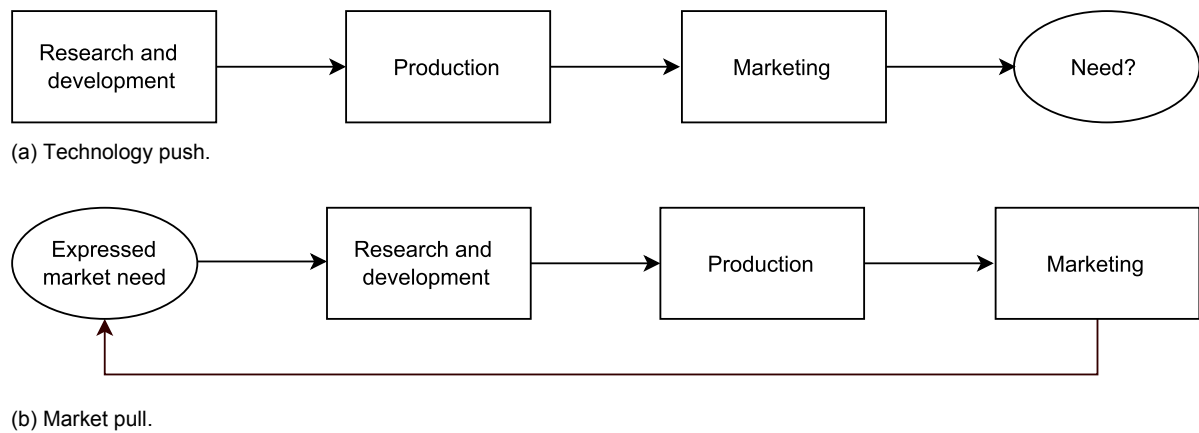 Research and
development
Production
Marketing
Need?
(a) Technology push.
Expressed
market need
Research and
development
Production
Marketing
(b) Market pull.